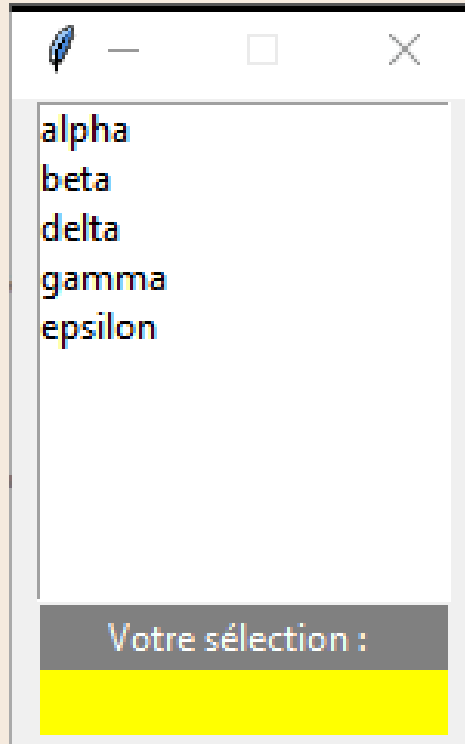 alpha
beta
delta
gamma
epsilon
Votre sélection :